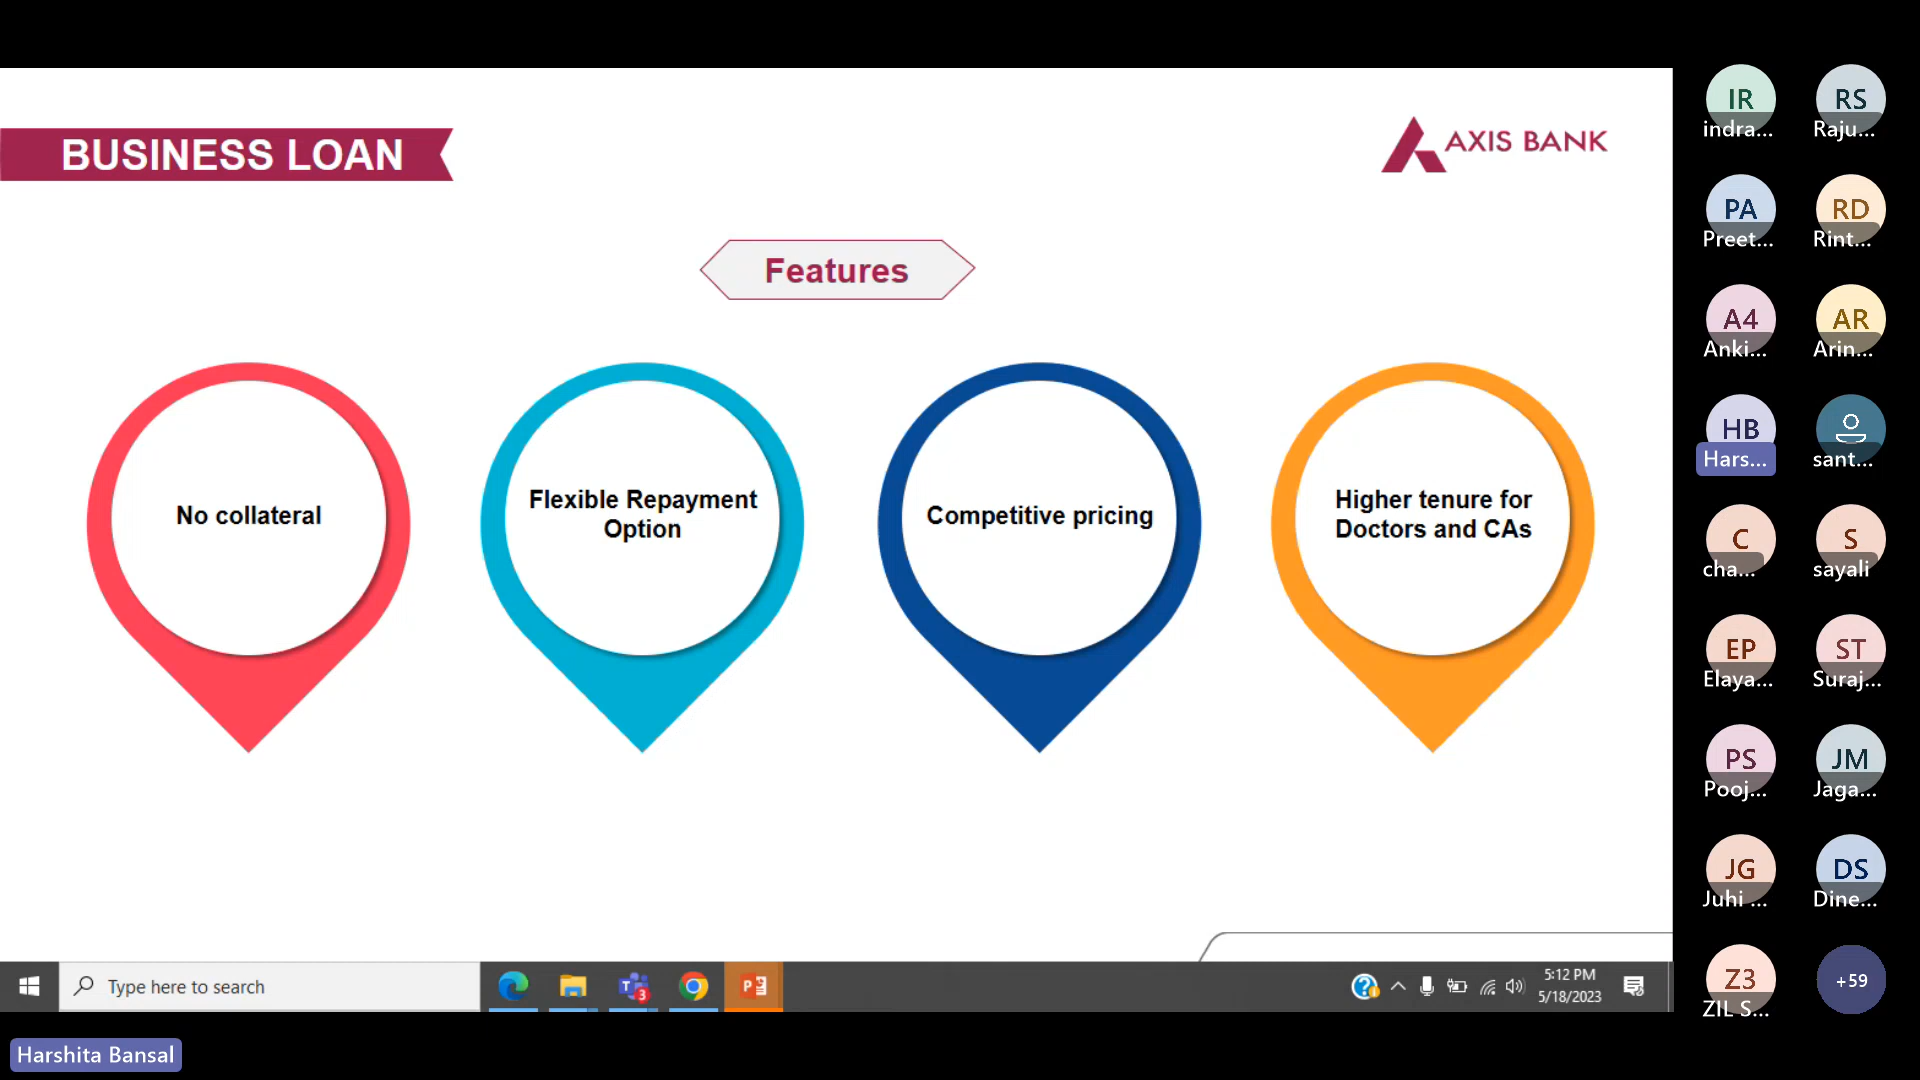 BUSINESS LOAN
AXIS BANK
Features
No collateral
Flexible Repayment
Option
Competitive pricing
Higher tenure for
Doctors and CAs
IR
indra...
RS
Raju...
PA
Preet...
RD
Rint...
A4
Anki...
AR
Arin...
HB
Hars...
sant...
C
cha...
S
sayali
EP
Elaya...
ST
Suraj...
PS
Pooj...
JM
Jaga...
JG
Juhi ...
DS
Dine...
Z3
ZIL S...
+59
Type here to search
T
3
P
?
5:12 PM
5/18/2023
Harshita Bansal